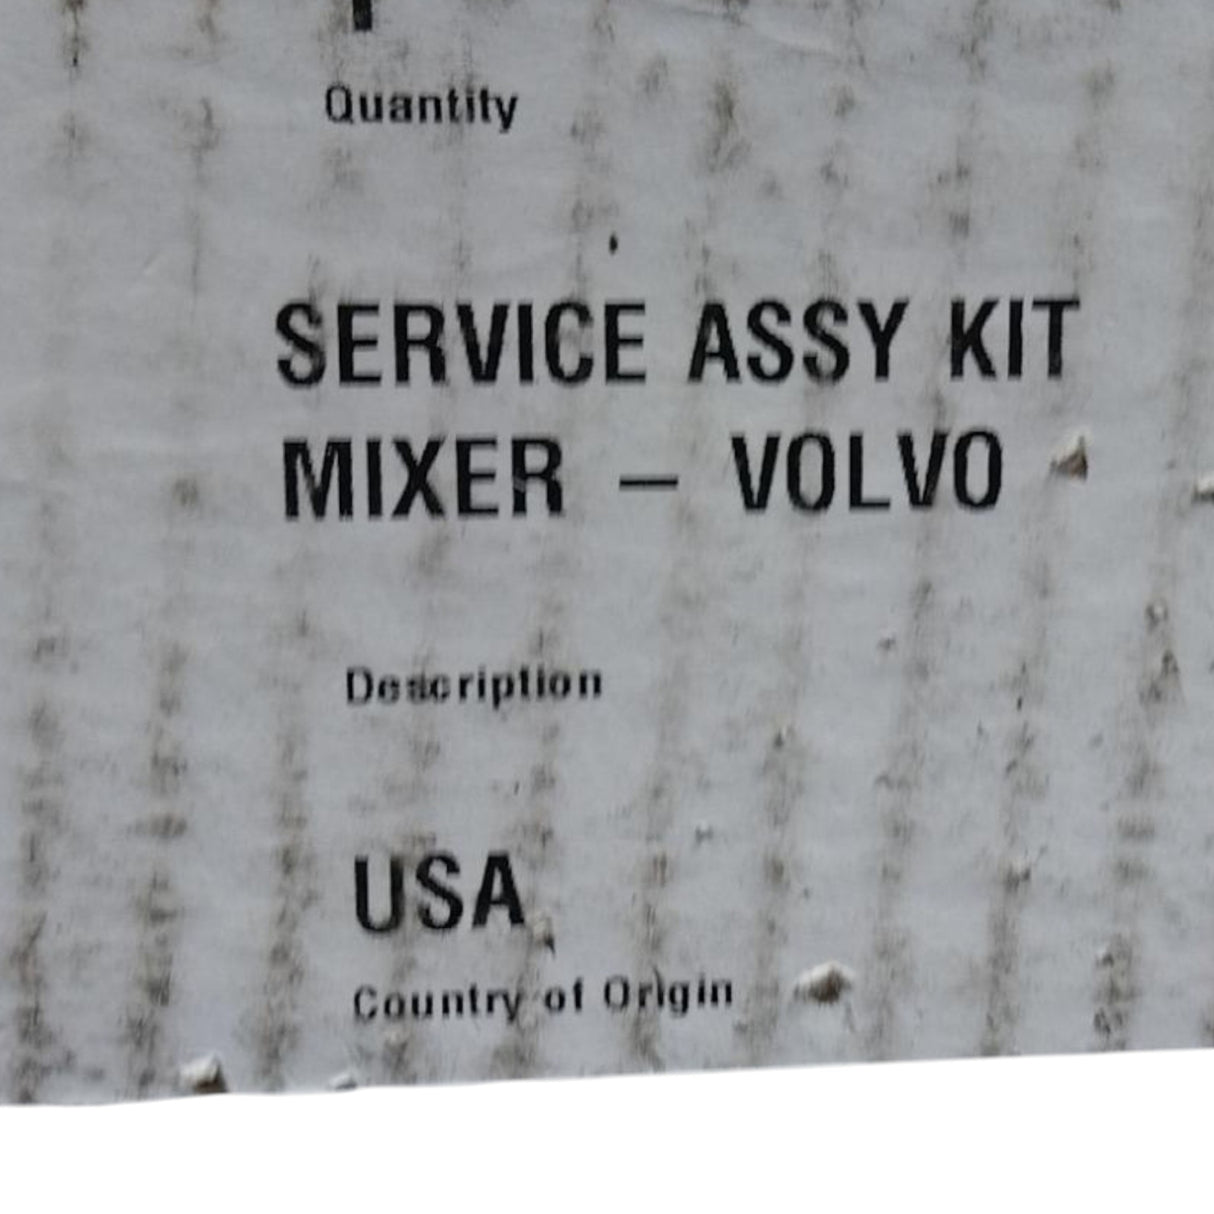 Quantity
SERVICE ASSY KIT
MIXER – VOLVO
Description
USA
Country of Origin